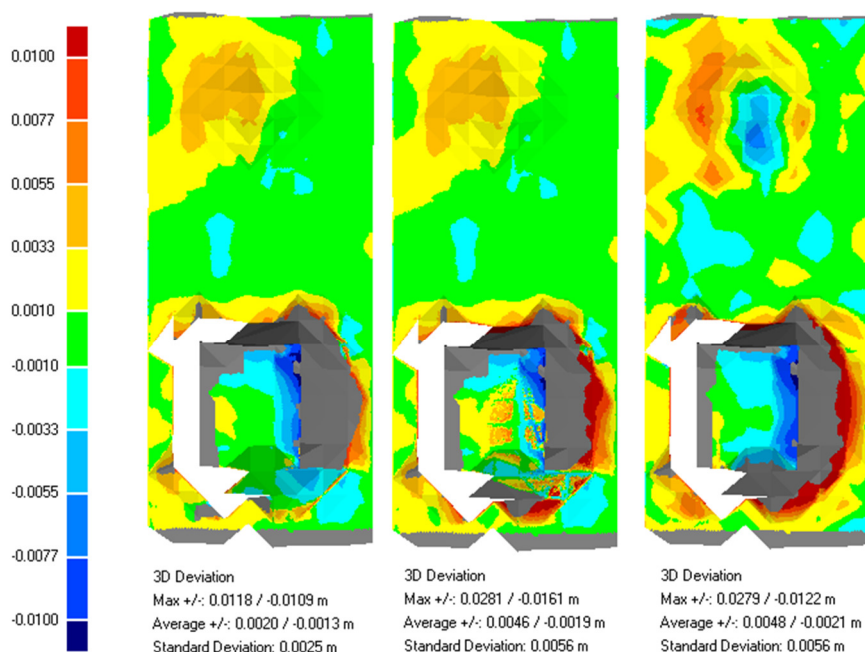 0.0100
0.0077
0.0055
0.0033
0.0010
-0.0010
-0.0033
-0.0055
-0.0077
-0.0100
3D Deviation
Max +/-: 0.0118 / -0.0109 m
Average +/-: 0.0020 / -0.0013 m
Standard Deviation: 0.0025 m
3D Deviation
Max +/-: 0.0281 / -0.0161 m
Average +/-: 0.0046 / -0.0019 m
Standard Deviation: 0.0056 m
3D Deviation
Max +/-: 0.0279 / -0.0122 m
Average +/-: 0.0048 / -0.0021 m
Standard Deviation: 0.0056 m